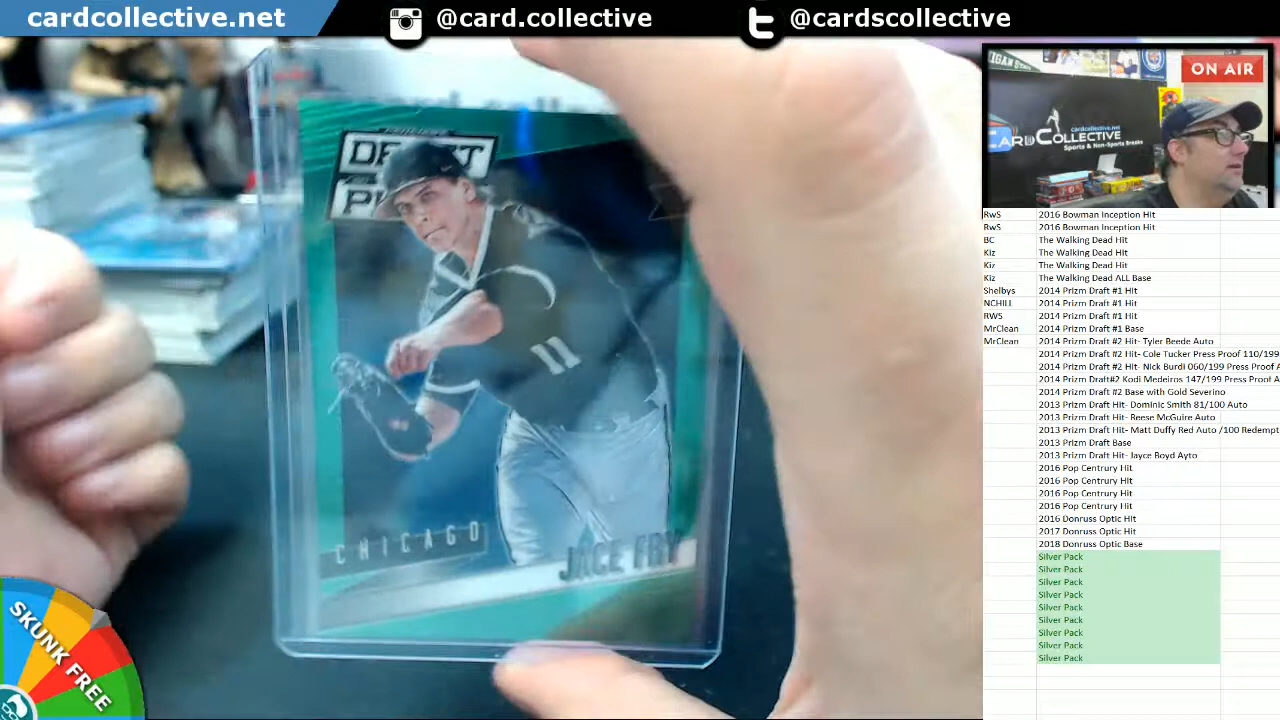 cardcollective.net
@card.collective
@cardscollective
ON AIR
IGAN STA
CARDCOLLECTIVE
cardcollective.net
Sports & Non-Sports Breaks
DRAFT
CHICAGO
11
JACE FRY
SKUNK FREE
RwS 2016 Bowman Inception Hit
RwS 2016 Bowman Inception Hit
BC The Walking Dead Hit
Kiz The Walking Dead Hit
Kiz The Walking Dead Hit
Kiz The Walking Dead ALL Base
Shelbys 2014 Prizm Draft #1 Hit
NCHILL 2014 Prizm Draft #1 Hit
RWS 2014 Prizm Draft #1 Hit
MrClean 2014 Prizm Draft #1 Base
MrClean 2014 Prizm Draft #2 Hit- Tyler Beede Auto
2014 Prizm Draft #2 Hit- Cole Tucker Press Proof 110/199
2014 Prizm Draft #2 Hit- Nick Burdi 060/199 Press Proof A
2014 Prizm Draft#2 Kodi Medeiros 147/199 Press Proof A
2014 Prizm Draft #2 Base with Gold Severino
2013 Prizm Draft Hit- Dominic Smith 81/100 Auto
2013 Prizm Draft Hit- Reese McGuire Auto
2013 Prizm Draft Hit- Matt Duffy Red Auto /100 Redempt
2013 Prizm Draft Base
2013 Prizm Draft Hit- Jayce Boyd Ayto
2016 Pop Centrury Hit
2016 Pop Centrury Hit
2016 Pop Centrury Hit
2016 Pop Centrury Hit
2016 Donruss Optic Hit
2017 Donruss Optic Hit
2018 Donruss Optic Base
Silver Pack
Silver Pack
Silver Pack
Silver Pack
Silver Pack
Silver Pack
Silver Pack
Silver Pack
Silver Pack